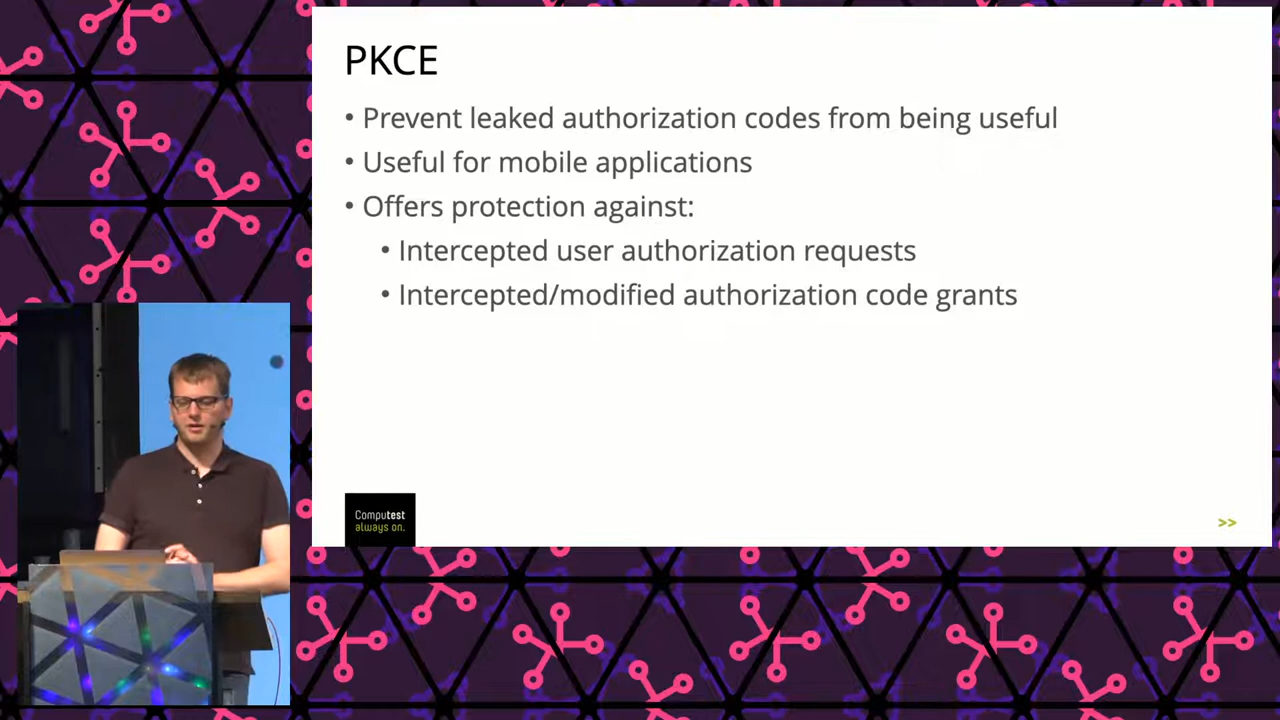 PKCE
• Prevent leaked authorization codes from being useful
• Useful for mobile applications
• Offers protection against:
• Intercepted user authorization requests
• Intercepted/modified authorization code grants
Computest
always on.
>>